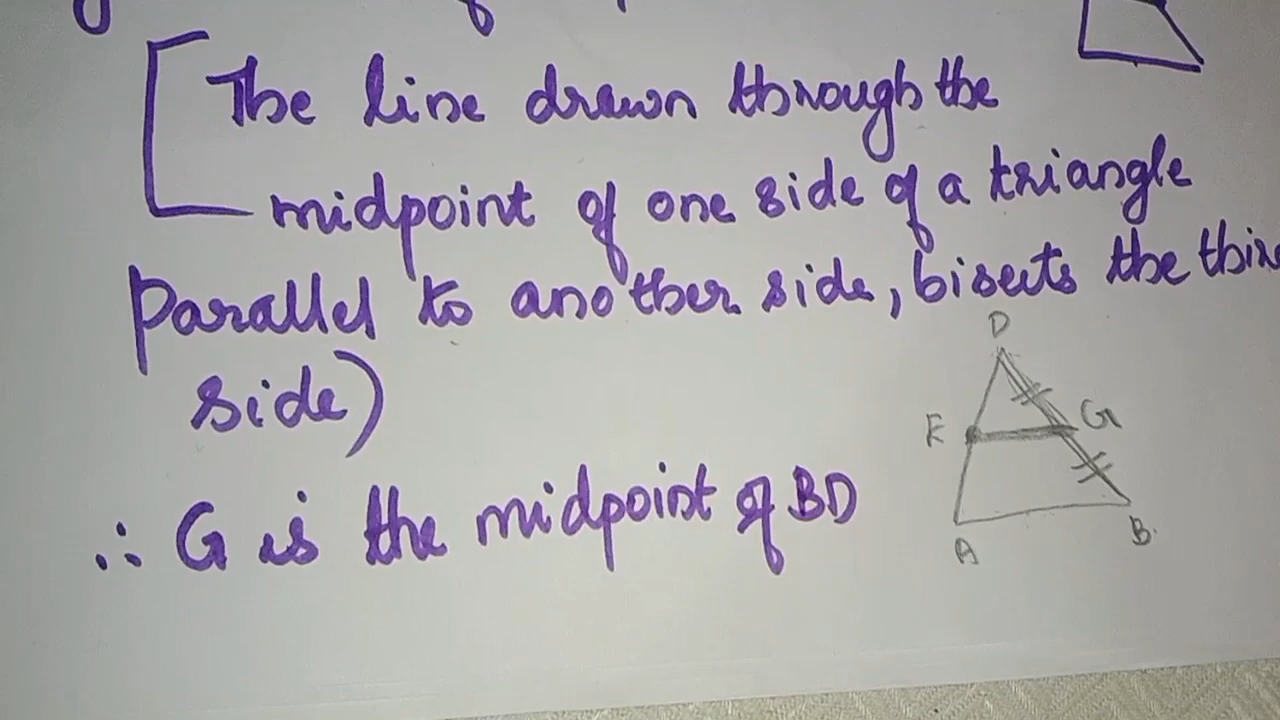 [The line drawn through the
midpoint of one side of a triangle
parallel to another side, bisects the
side)
∴ G is the midpoint of BD
D
E
G
A
B.